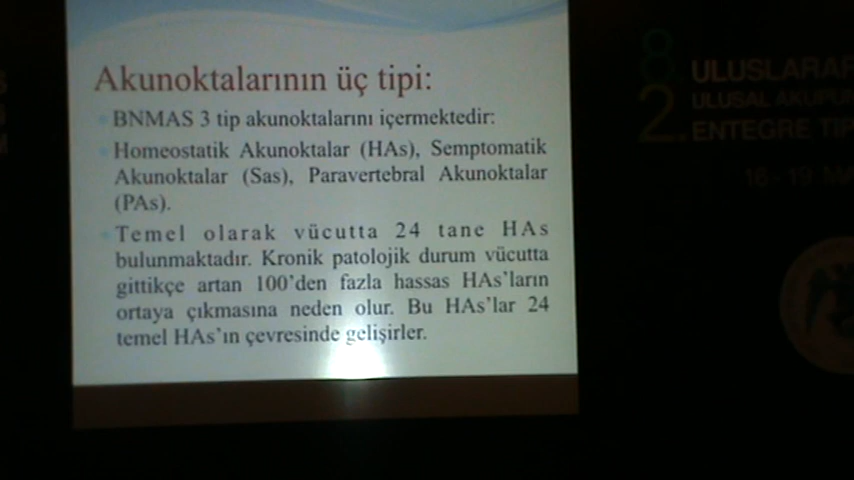 Akunoktalarının üç tipi:
BNMAS 3 tip akunoktalarını içermektedir:
Homeostatik Akunoktalar (HAs), Semptomatik
Akunoktalar (Sas), Paravertebral Akunoktalar
(PAs).
Temel olarak vücutta 24 tane HAs
bulunmaktadır. Kronik patolojik durum vücutta
gittikçe artan 100'den fazla hassas HAs'ların
ortaya çıkmasına neden olur. Bu HAs'lar 24
temel HAs'ın çevresinde gelişirler.
8. ULUSLARAR
2. ULUSAL AKUPUN
ENTEGRE TIP
16 - 19 MA